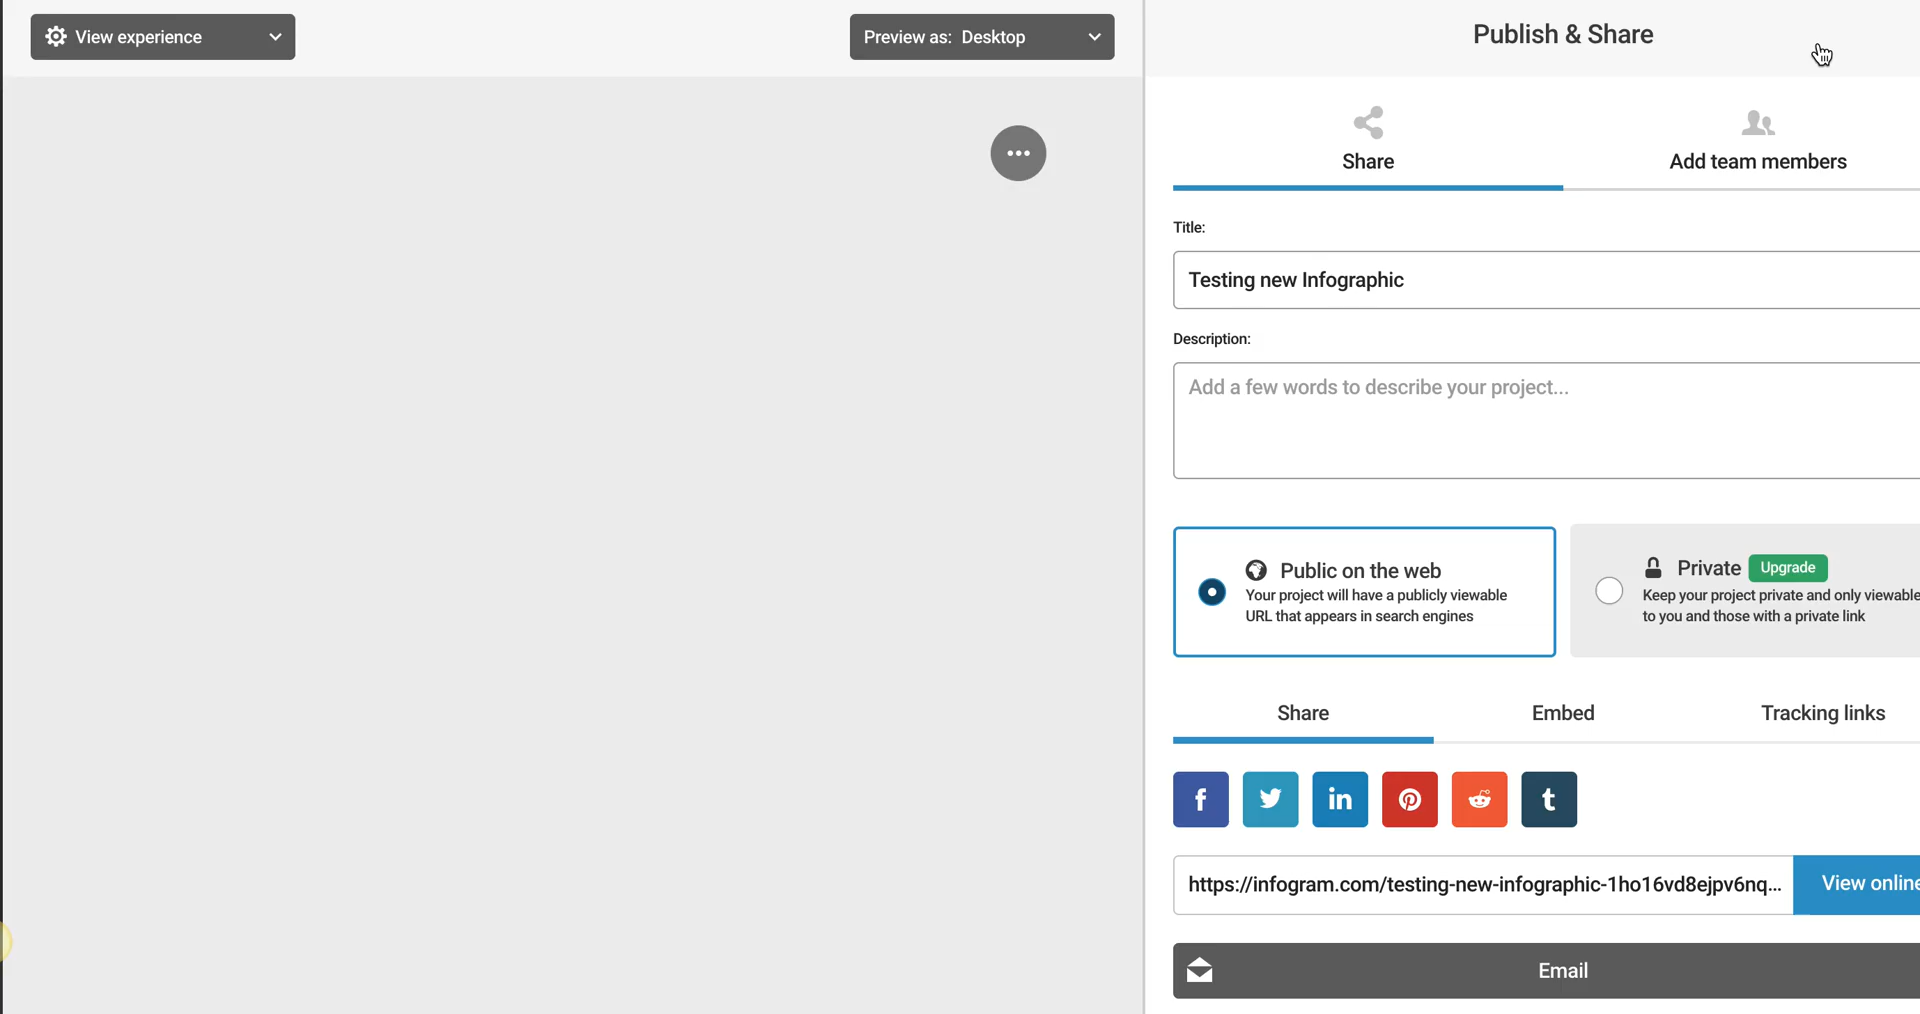 View experience
Preview as: Desktop
Publish & Share
Share
Add team members
Title:
Testing new Infographic
Description:
Add a few words to describe your project...
Public on the web
Your project will have a publicly viewable
URL that appears in search engines
Private Upgrade
Keep your project private and only viewable
to you and those with a private link
Share
Embed
Tracking links
f
in
t
https://infogram.com/testing-new-infographic-1ho16vd8ejpv6nq...
View online
Email